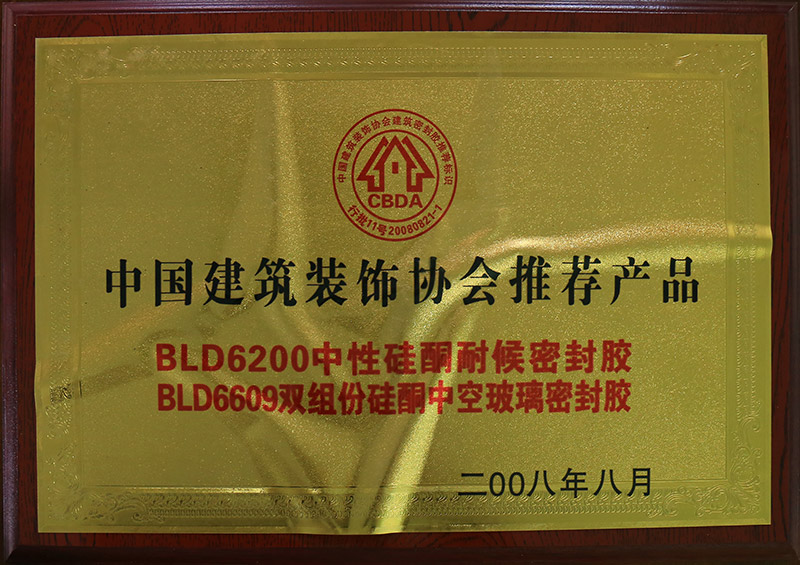 中国建筑装饰协会建筑密封胶推荐标识
CBDA
行批11号20080821-1
中国建筑装饰协会推荐产品
BLD6200中性硅酮耐候密封胶
BLD6609双组份硅酮中空玻璃密封胶
二00八年八月